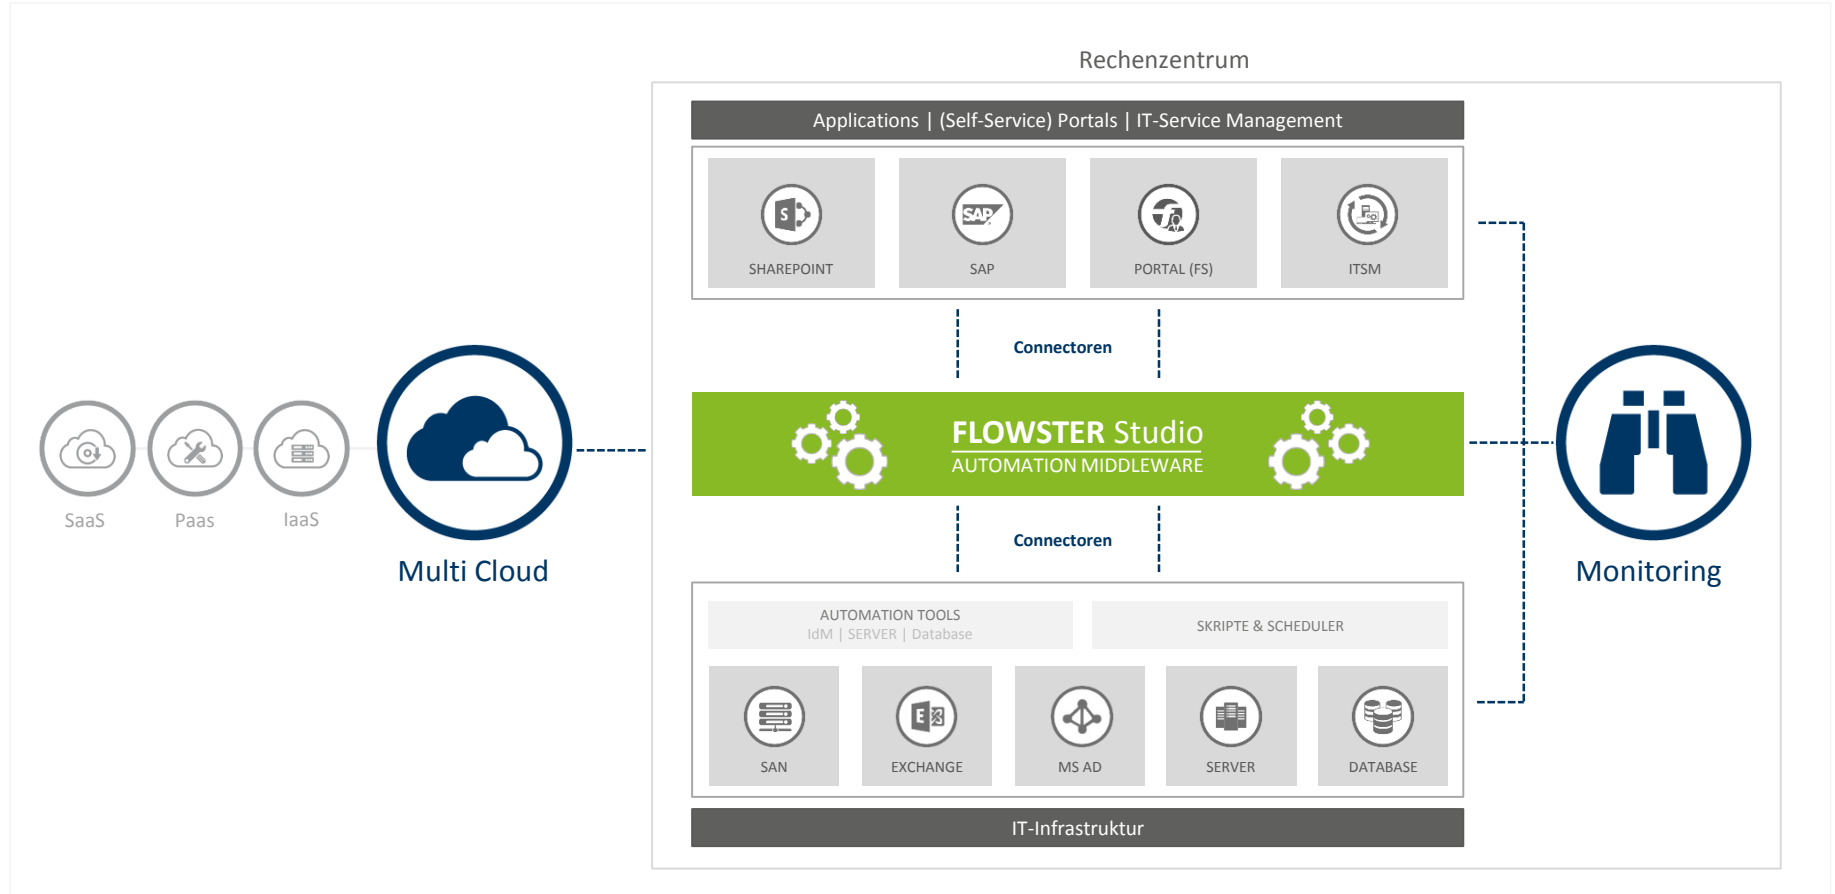 Rechenzentrum
Applications | (Self-Service) Portals | IT-Service Management
S
SAP
f
SHAREPOINT
SAP
PORTAL (FS)
ITSM
Connectoren
FLOWSTER Studio
AUTOMATION MIDDLEWARE
SaaS
Paas
IaaS
Multi Cloud
Monitoring
Connectoren
AUTOMATION TOOLS
IdM | SERVER | Database
SKRIPTE & SCHEDULER
E
SAN
EXCHANGE
MS AD
SERVER
DATABASE
IT-Infrastruktur